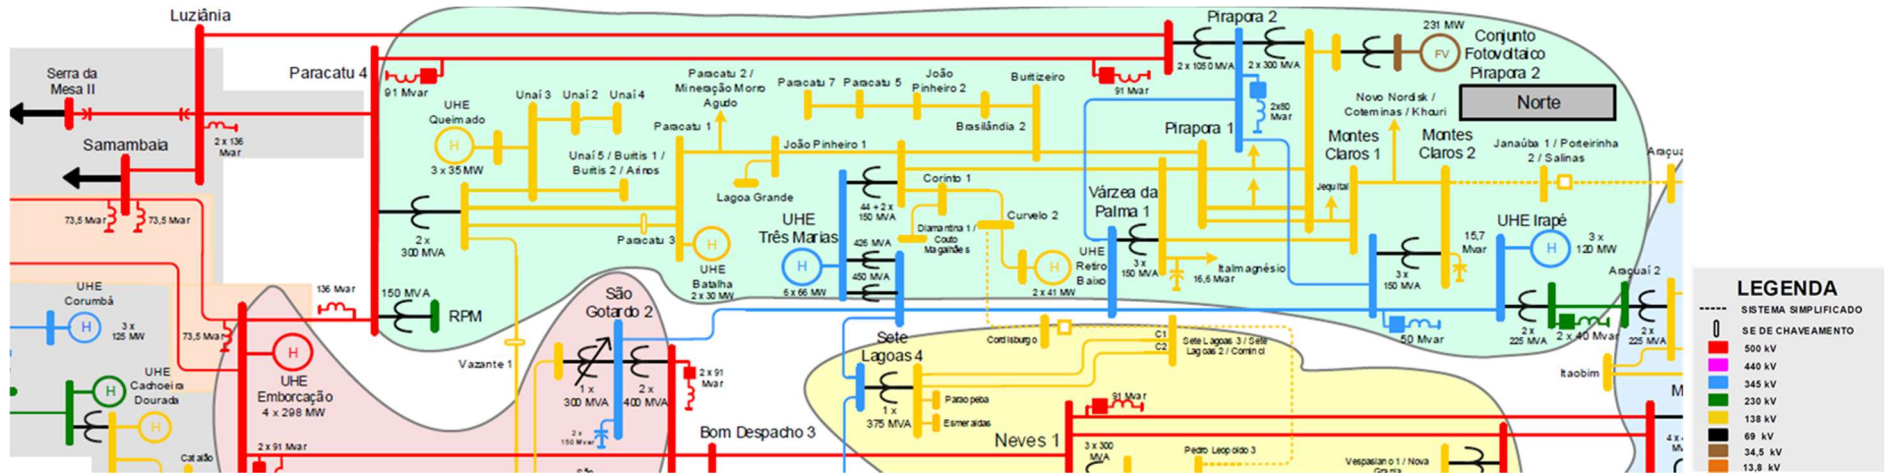 Luziânia
Serra da
Mesa II
2 x 136
Mvar
Samambaia
73,5 Mvar
73,5 Mvar
Paracatu 4
91 Mvar
UHE
Queimado
H
3 x 35 MW
Unaí 3
Unaí 2
Unaí 4
Unaí 5 / Buritis 1 /
Buritis 2 / Arinos
Paracatu 2 /
Mineração Morro
Agudo
Paracatu 1
Paracatu 7
Paracatu 5
João
Pinheiro 2
Buritizeiro
Brasilândia 2
91 Mvar
Pirapora 2
2 x 1050 MVA
2 x 300 MVA
2x80
Mvar
231 MW
FV
Conjunto
Fotovoltaico
Pirapora 2
Norte
Novo Nordisk /
Coteminas / Khouri
Pirapora 1
Montes
Claros 1
Montes
Claros 2
Janaúba 1 / Porteirinha
2 / Salinas
Araçua
João Pinheiro 1
Lagoa Grande
2 x
300 MVA
Paracatu 3
H
UHE
Batalha
2 x 30 MW
UHE
Três Marias
H
6 x 66 MW
44 + 2 x
150 MVA
426 MVA
450 MVA
Corinto 1
Diamantina 1 /
Couto
Magalhães
Curvelo 2
H
2 x 41 MW
UHE
Retiro
Baixo
Várzea da
Palma 1
3 x
150 MVA
Italmagnésio
16,6 Mvar
Jequitaí
3 x
150 MVA
15,7
Mvar
50 Mvar
UHE Irapé
H
3 x
120 MW
2 x
225 MVA
2 x 40 Mvar
Araçuaí 2
2 x
225 MVA
Itaobim
136 Mvar
150 MVA
RPM
UHE
Corumbá
H
3 x
125 MW
73,5 Mvar
H
UHE
Emborcação
4 x 298 MW
2 x 91 Mvar
UHE
Cachoeira
Dourada
H
H
Catalão
Vazante 1
São
Gotardo 2
1 x
300 MVA
2 x
400 MVA
2 x
150 Mvar
2 x 91
Mvar
São
Bom Despacho 3
Sete
Lagoas 4
1 x
375 MVA
Paraopeba
Esmeraldas
Cordisburgo
C1
C2
Sete Lagoas 3 / Sete
Lagoas 2 / Cominci
Neves 1
91 Mvar
3 x 300
MVA
Pedro Leopoldo 3
Vespasiano 1 / Nova
Granja
M
4 x
LEGENDA
SISTEMA SIMPLIFICADO
SE DE CHAVEAMENTO
500 kV
440 kV
345 kV
230 kV
138 kV
69 kV
34,5 kV
13,8 kV